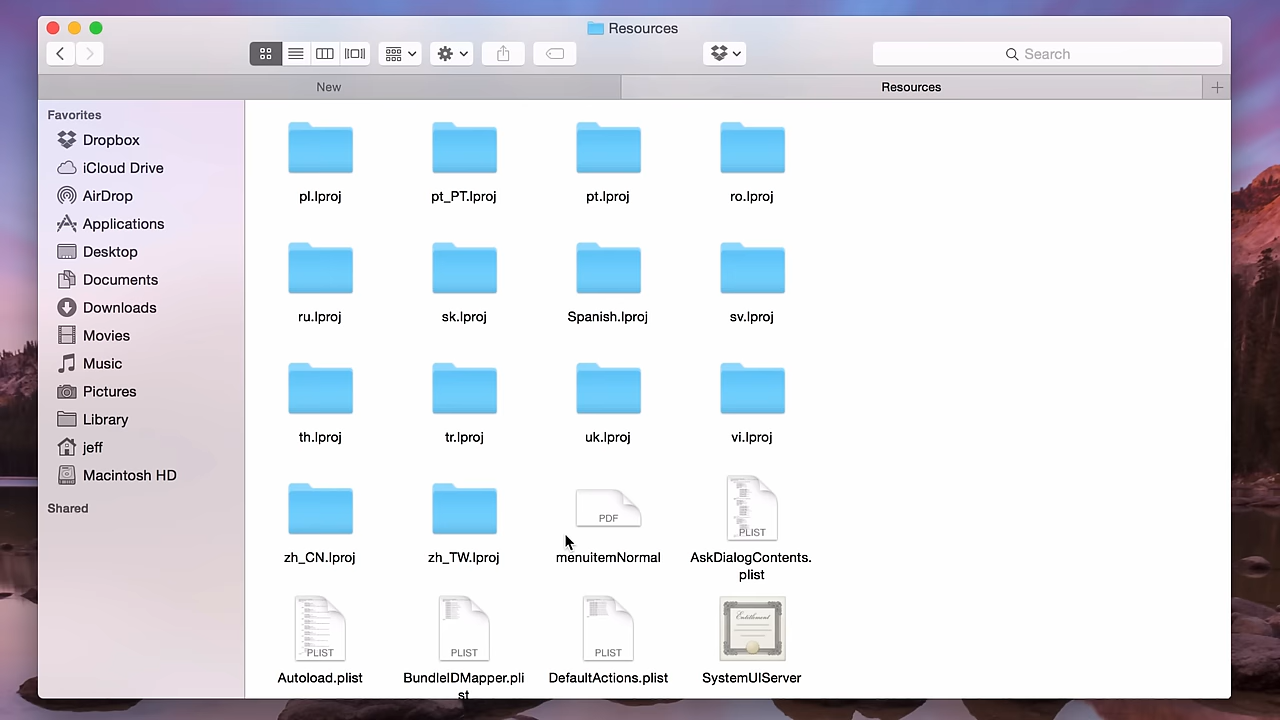 Resources
Search
New
Resources
Favorites
Dropbox
iCloud Drive
AirDrop
Applications
Desktop
Documents
Downloads
Movies
Music
Pictures
Library
jeff
Macintosh HD
Shared
pl.lproj
pt_PT.lproj
pt.lproj
ro.lproj
ru.lproj
sk.lproj
Spanish.lproj
sv.lproj
th.lproj
tr.lproj
uk.lproj
vi.lproj
zh_CN.lproj
zh_TW.lproj
PDF
menuitemNormal
PLIST
AskDialogContents.
plist
PLIST
Autoload.plist
PLIST
BundleIDMapper.pli
st
PLIST
DefaultActions.plist
Entitlement
SystemUIServer